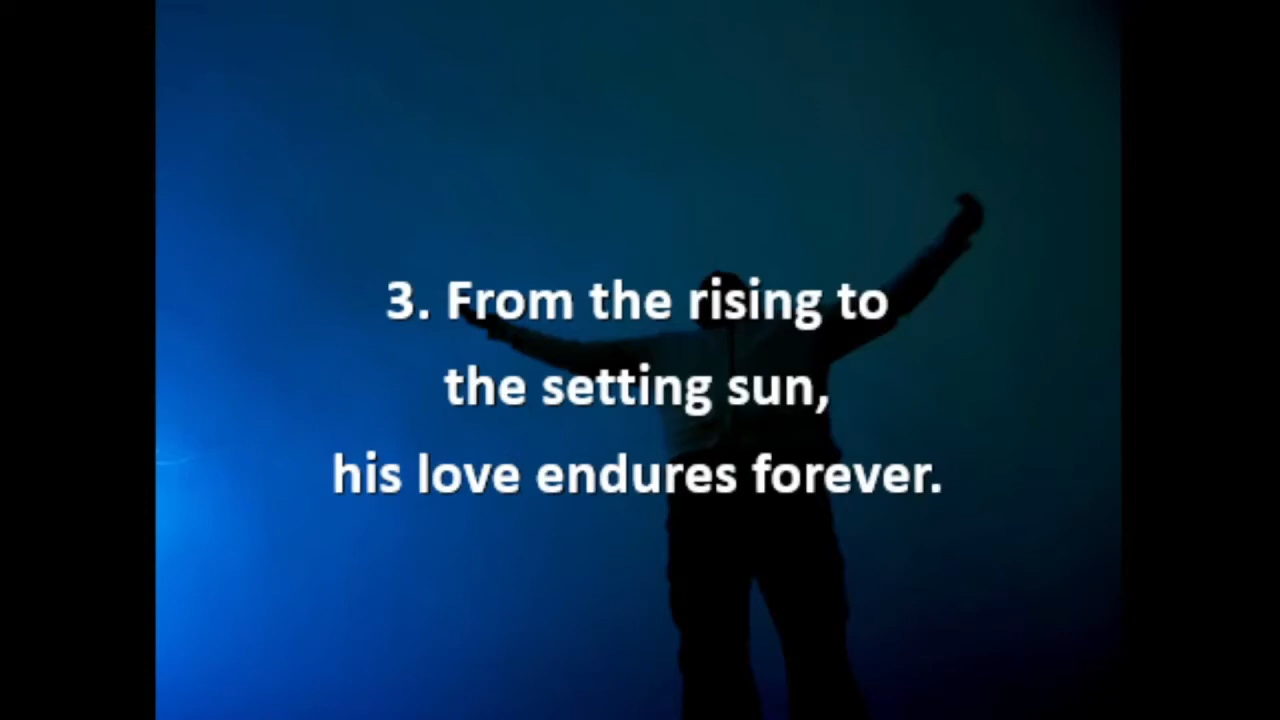 3. From the rising to
the setting sun,
his love endures forever.